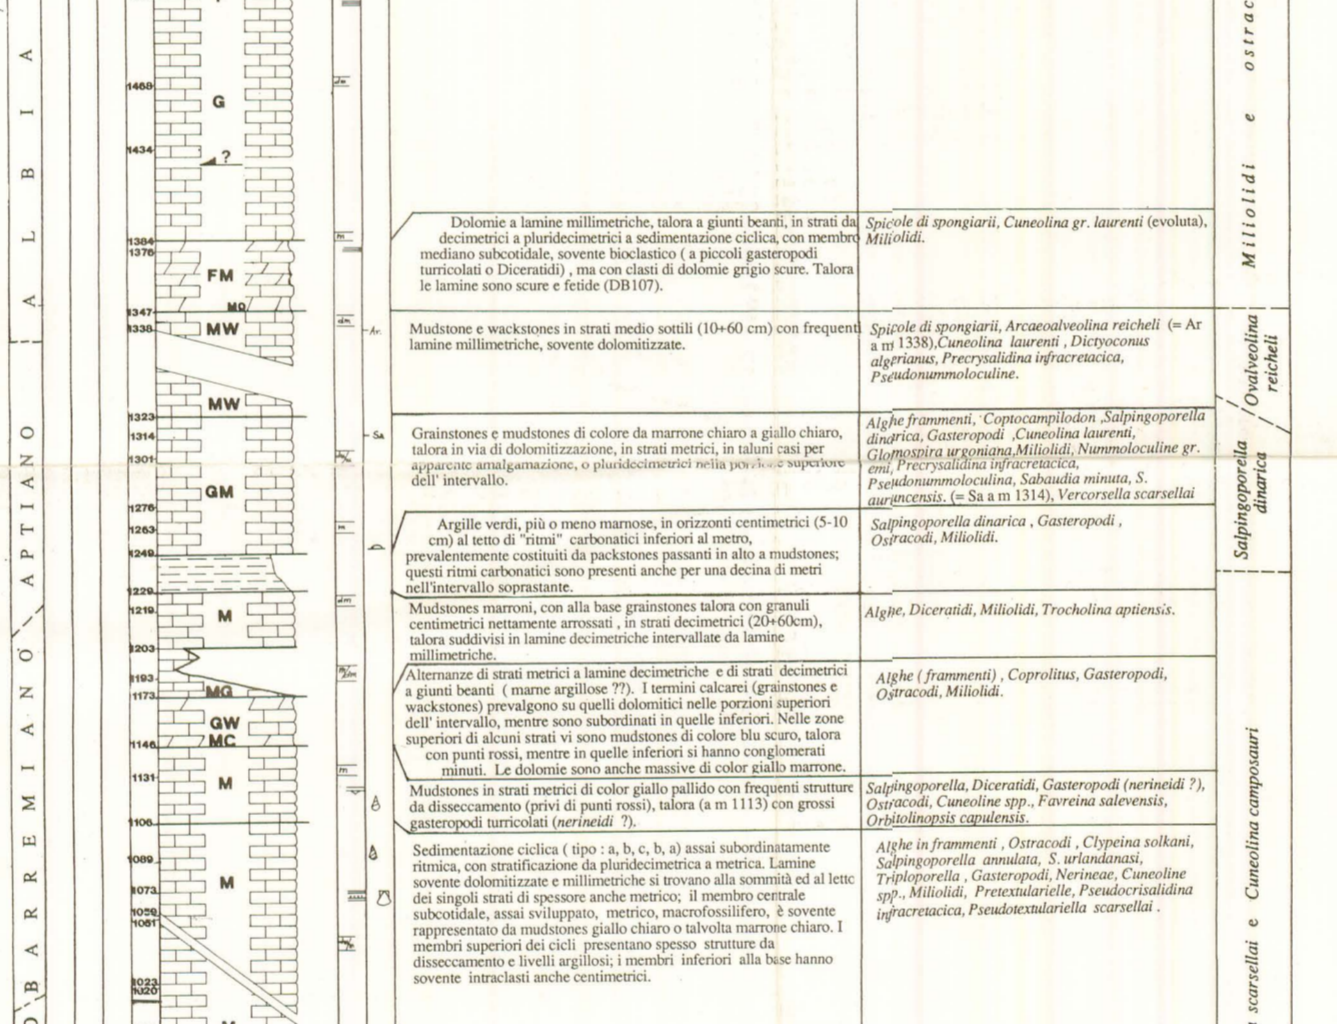 ALBIA
APTIANO
BARREMIANO
1468
G
1434
?
1384
1376
FM
MQ
1347
1338
MW
MW
1323
1314
1301
GM
1276
1263
1249
1229
1219
M
1203
1193
MG
1173
GW
MC
1146
1131
M
1106
1089
M
1073
1059
1051
1023
1020
dm
m
dm
Ar.
Sa
m
dm
m
Dolomie a lamine millimetriche, talora a giunti beanti, in strati da
decimetrici a pluridecimetrici a sedimentazione ciclica, con membro
mediano subcotidale, sovente bioclastico ( a piccoli gasteropodi
turricolati o Diceratidi) , ma con clasti di dolomie grigio scure. Talora
le lamine sono scure e fetide (DB107).
Spicole di spongiarii, Cuneolina gr. laurenti (evoluta),
Miliolidi.
Mudstone e wackstones in strati medio sottili (10+60 cm) con frequenti
lamine millimetriche, sovente dolomitizzate.
Spicole di spongiarii, Arcaeoalveolina reicheli (= Ar
a m 1338),Cuneolina laurenti , Dictyoconus
algerianus, Precrysalidina infracretacica,
Pseudonummoloculine.
Grainstones e mudstones di colore da marrone chiaro a giallo chiaro,
talora in via di dolomitizzazione, in strati metrici, in taluni casi per
apparente amalgamazione, o pluridecimetrici nella porzione superiore
dell' intervallo.
Alghe frammenti, Coptocampilodon ,Salpingoporella
dinarica, Gasteropodi ,Cuneolina laurenti,
Glomospira urgoniana,Miliolidi, Nummoloculine gr.
emi, Precrysalidina infracretacica,
Pseudonummoloculina, Sabaudia minuta, S.
auruncensis. (= Sa a m 1314), Vercorsella scarsellai
Argille verdi, più o meno marnose, in orizzonti centimetrici (5-10
cm) al tetto di "ritmi" carbonatici inferiori al metro,
prevalentemente costituiti da packstones passanti in alto a mudstones;
questi ritmi carbonatici sono presenti anche per una decina di metri
nell'intervallo soprastante.
Salpingoporella dinarica , Gasteropodi ,
Ostracodi, Miliolidi.
Mudstones marroni, con alla base grainstones talora con granuli
centimetrici nettamente arrossati , in strati decimetrici (20+60cm),
talora suddivisi in lamine decimetriche intervallate da lamine
millimetriche.
Alghe, Diceratidi, Miliolidi, Trocholina aptiensis.
Alternanze di strati metrici a lamine decimetriche e di strati decimetrici
a giunti beanti ( marne argillose ??). I termini calcarei (grainstones e
wackstones) prevalgono su quelli dolomitici nelle porzioni superiori
dell' intervallo, mentre sono subordinati in quelle inferiori. Nelle zone
superiori di alcuni strati vi sono mudstones di colore blu scuro, talora
con punti rossi, mentre in quelle inferiori si hanno conglomerati
minuti. Le dolomie sono anche massive di color giallo marrone.
Alghe ( frammenti) , Coprolitus, Gasteropodi,
Ostracodi, Miliolidi.
Mudstones in strati metrici di color giallo pallido con frequenti strutture
da disseccamento (privi di punti rossi), talora (a m 1113) con grossi
gasteropodi turricolati (nerineidi ?).
Salpingoporella, Diceratidi, Gasteropodi (nerineidi ?),
Ostracodi, Cuneoline spp., Favreina salevensis,
Orbitolinopsis capulensis.
Sedimentazione ciclica ( tipo : a, b, c, b, a) assai subordinatamente
ritmica, con stratificazione da pluridecimetrica a metrica. Lamine
sovente dolomitizzate e millimetriche si trovano alla sommità ed al letto
dei singoli strati di spessore anche metrico; il membro centrale
subcotidale, assai sviluppato, metrico, macrofossilifero, è sovente
rappresentato da mudstones giallo chiaro o talvolta marrone chiaro. I
membri superiori dei cicli presentano spesso strutture da
disseccamento e livelli argillosi; i membri inferiori alla base hanno
sovente intraclasti anche centimetrici.
Alghe in frammenti , Ostracodi , Clypeina solkani,
Salpingoporella annulata, S. urlandanasi,
Triploporella , Gasteropodi, Nerineae, Cuneoline
spp., Miliolidi, Pretextularielle, Pseudocrisalidina
infracretacica, Pseudotextulariella scarsellai .
Miliolidi e ostrac
Ovalveolina
reicheli
Salpingoporella
dinarica
scarsellai e Cuneolina camposauri